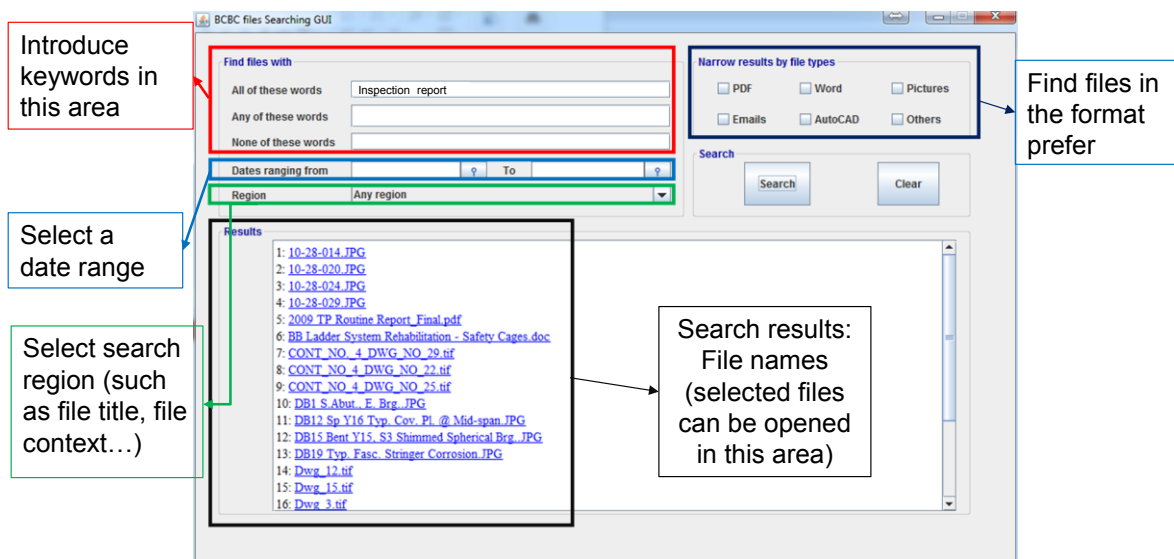 BCBC files Searching GUI
Introduce
keywords in
this area
Find files with
All of these words
Inspection report
Any of these words
None of these words
Dates ranging from
To
Region
Any region
Narrow results by file types
PDF
Word
Pictures
Emails
AutoCAD
Others
Search
Search
Clear
Find files in
the format
prefer
Select a
date range
Select search
region (such
as file title, file
context…)
Results
1: 10-28-014.JPG
2: 10-28-020.JPG
3: 10-28-024.JPG
4: 10-28-029.JPG
5: 2009 TP Routine Report_Final.pdf
6: BB Ladder System Rehabilitation - Safety Cages.doc
7: CONT_NO._4_DWG_NO_29.tif
8: CONT_NO_4_DWG_NO_22.tif
9: CONT_NO_4_DWG_NO_25.tif
10: DB1 S.Abut., E. Brg..JPG
11: DB12 Sp Y16 Typ. Cov. Pl. @ Mid-span.JPG
12: DB15 Bent Y15, S3 Shimmed Spherical Brg..JPG
13: DB19 Typ. Fasc. Stringer Corrosion.JPG
14: Dwg_12.tif
15: Dwg_15.tif
16: Dwg_3.tif
Search results:
File names
(selected files
can be opened
in this area)